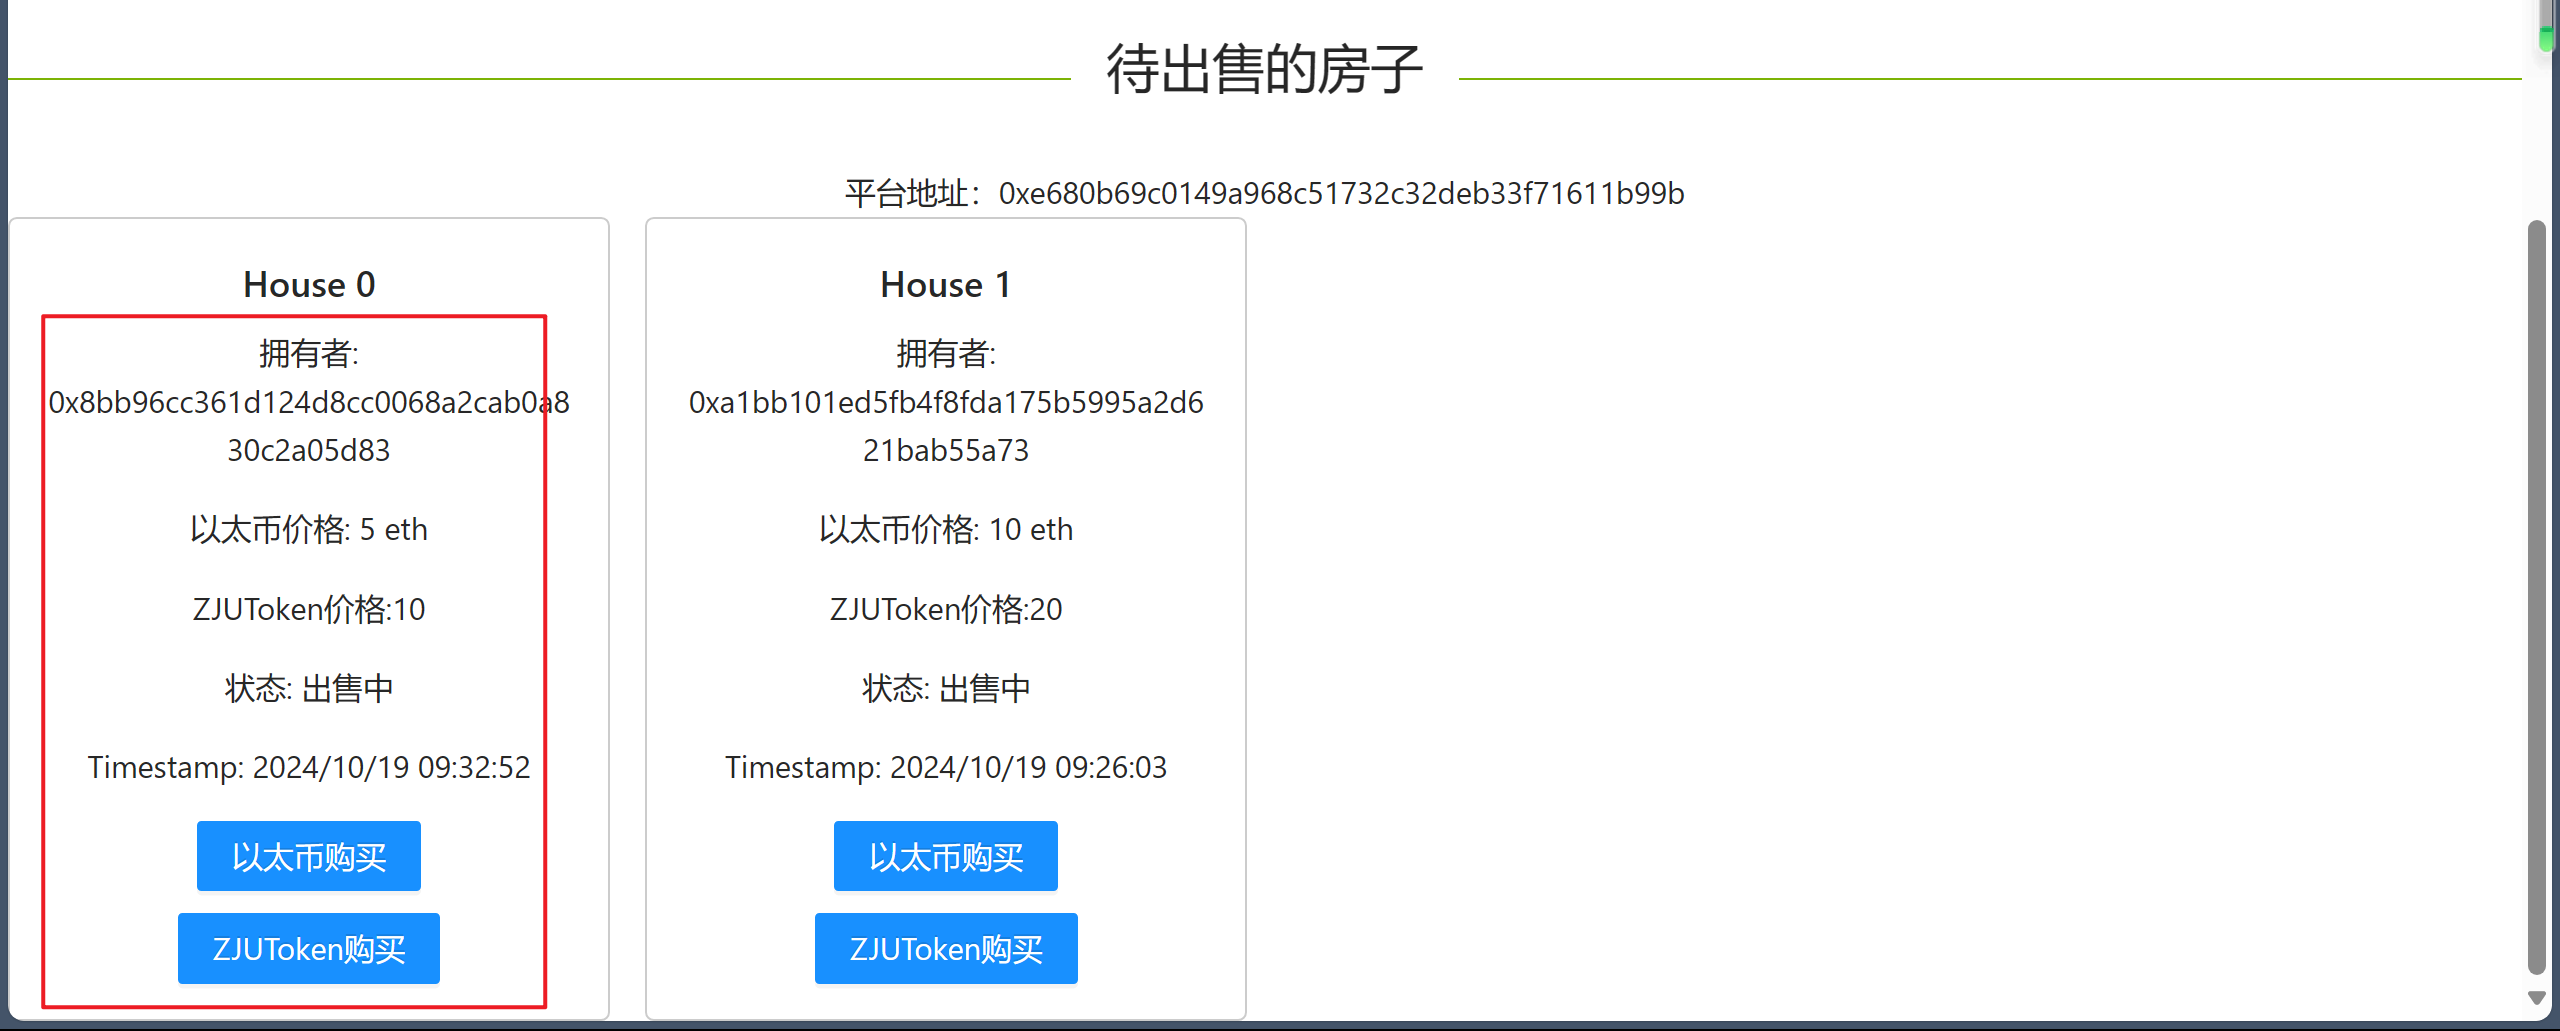 待出售的房子
平台地址：0xe680b69c0149a968c51732c32deb33f71611b99b
House 0
拥有者:
0x8bb96cc361d124d8cc0068a2cab0a8
30c2a05d83
以太币价格: 5 eth
ZJUToken价格:10
状态: 出售中
Timestamp: 2024/10/19 09:32:52
以太币购买
ZJUToken购买
House 1
拥有者:
0xa1bb101ed5fb4f8fda175b5995a2d6
21bab55a73
以太币价格: 10 eth
ZJUToken价格:20
状态: 出售中
Timestamp: 2024/10/19 09:26:03
以太币购买
ZJUToken购买